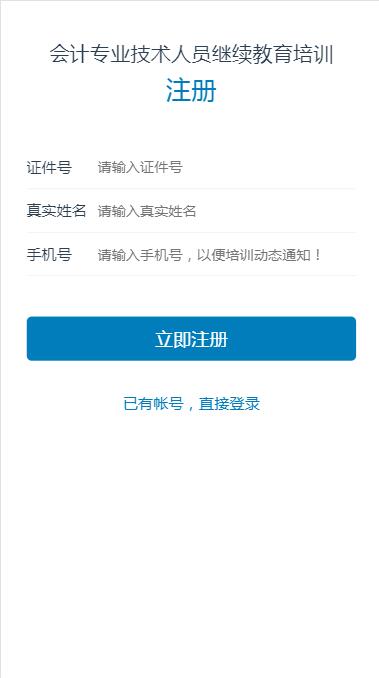 会计专业技术人员继续教育培训
注册
证件号 请输入证件号
真实姓名 请输入真实姓名
手机号 请输入手机号，以便培训动态通知！
立即注册
已有帐号，直接登录